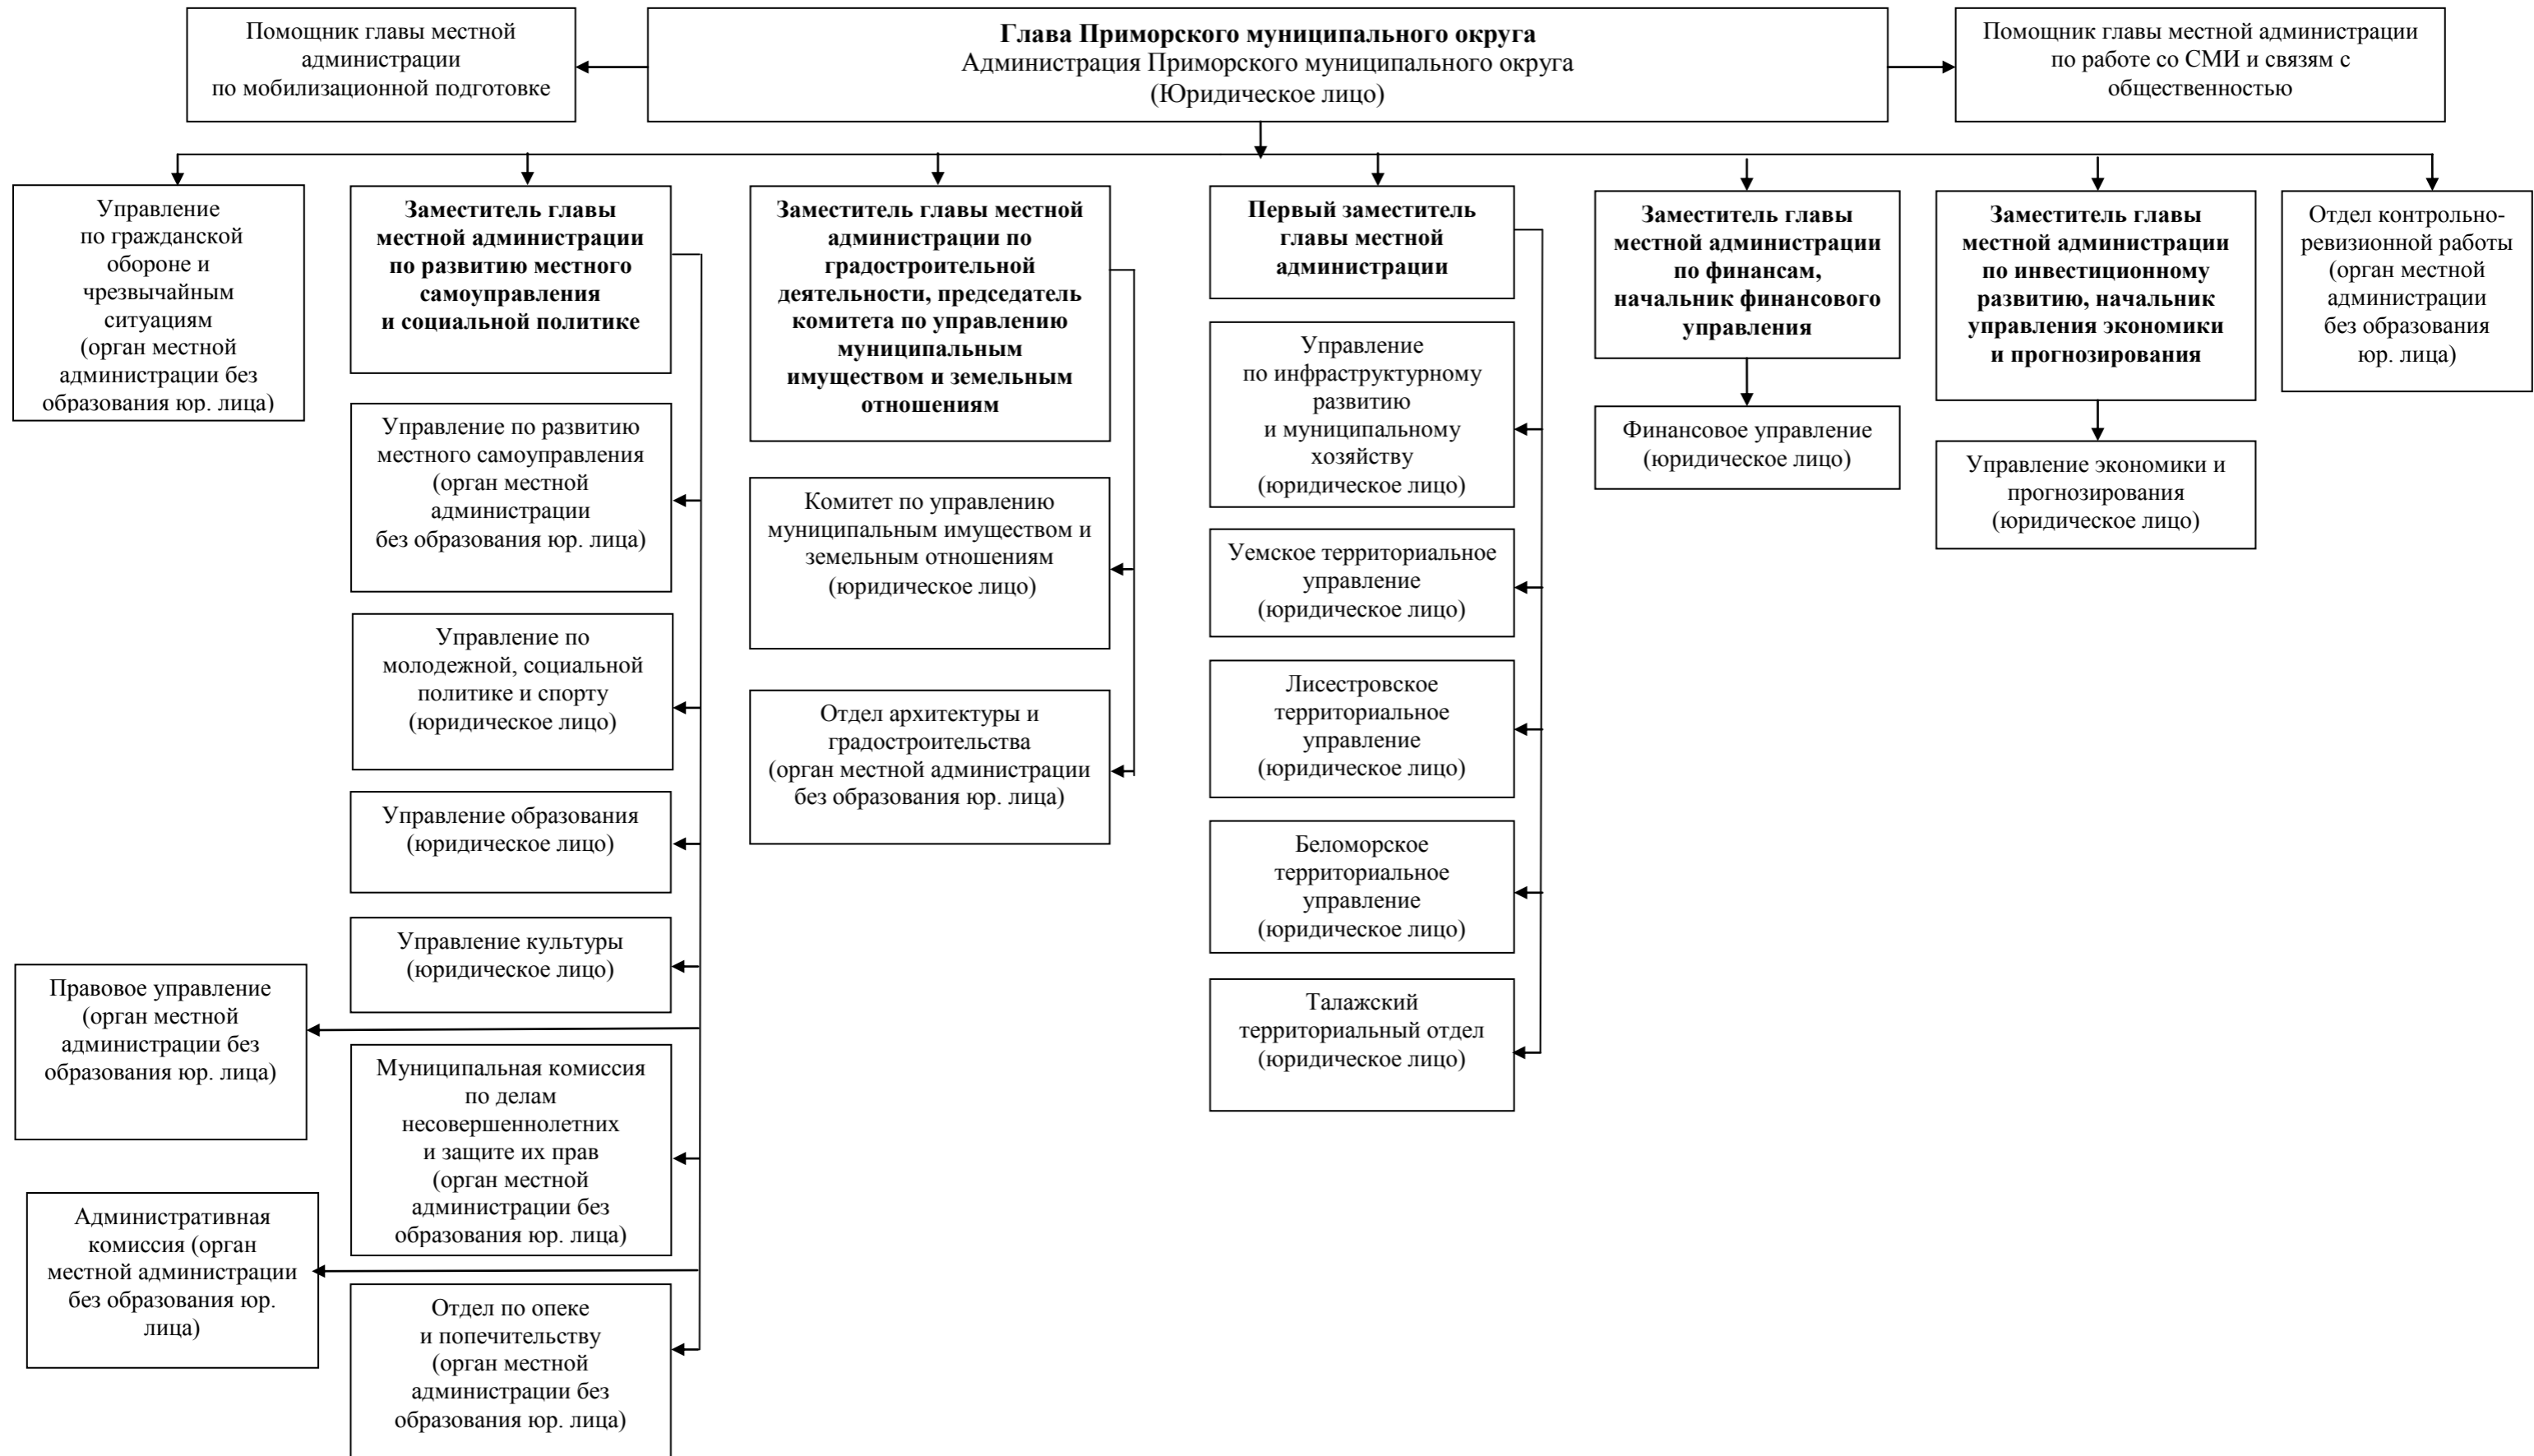 Помощник главы местной
администрации
по мобилизационной подготовке
Глава Приморского муниципального округа
Администрация Приморского муниципального округа
(Юридическое лицо)
Помощник главы местной администрации
по работе со СМИ и связям с
общественностью
Управление
по гражданской
обороне и
чрезвычайным
ситуациям
(орган местной
администрации без
образования юр. лица)
Заместитель главы
местной администрации
по развитию местного
самоуправления
и социальной политике
Заместитель главы местной
администрации по
градостроительной
деятельности, председатель
комитета по управлению
муниципальным
имуществом и земельным
отношениям
Первый заместитель
главы местной
администрации
Заместитель главы
местной администрации
по финансам,
начальник финансового
управления
Заместитель главы
местной администрации
по инвестиционному
развитию, начальник
управления экономики
и прогнозирования
Отдел контрольно-
ревизионной работы
(орган местной
администрации
без образования
юр. лица)
Управление по развитию
местного самоуправления
(орган местной
администрации
без образования юр. лица)
Управление по
молодежной, социальной
политике и спорту
(юридическое лицо)
Управление образования
(юридическое лицо)
Управление культуры
(юридическое лицо)
Правовое управление
(орган местной
администрации без
образования юр. лица)
Муниципальная комиссия
по делам
несовершеннолетних
и защите их прав
(орган местной
администрации без
образования юр. лица)
Административная
комиссия (орган
местной администрации
без образования юр.
лица)
Отдел по опеке
и попечительству
(орган местной
администрации без
образования юр. лица)
Комитет по управлению
муниципальным имуществом и
земельным отношениям
(юридическое лицо)
Отдел архитектуры и
градостроительства
(орган местной администрации
без образования юр. лица)
Управление
по инфраструктурному
развитию
и муниципальному
хозяйству
(юридическое лицо)
Уемское территориальное
управление
(юридическое лицо)
Лисестровское
территориальное
управление
(юридическое лицо)
Беломорское
территориальное
управление
(юридическое лицо)
Талажский
территориальный отдел
(юридическое лицо)
Финансовое управление
(юридическое лицо)
Управление экономики и
прогнозирования
(юридическое лицо)